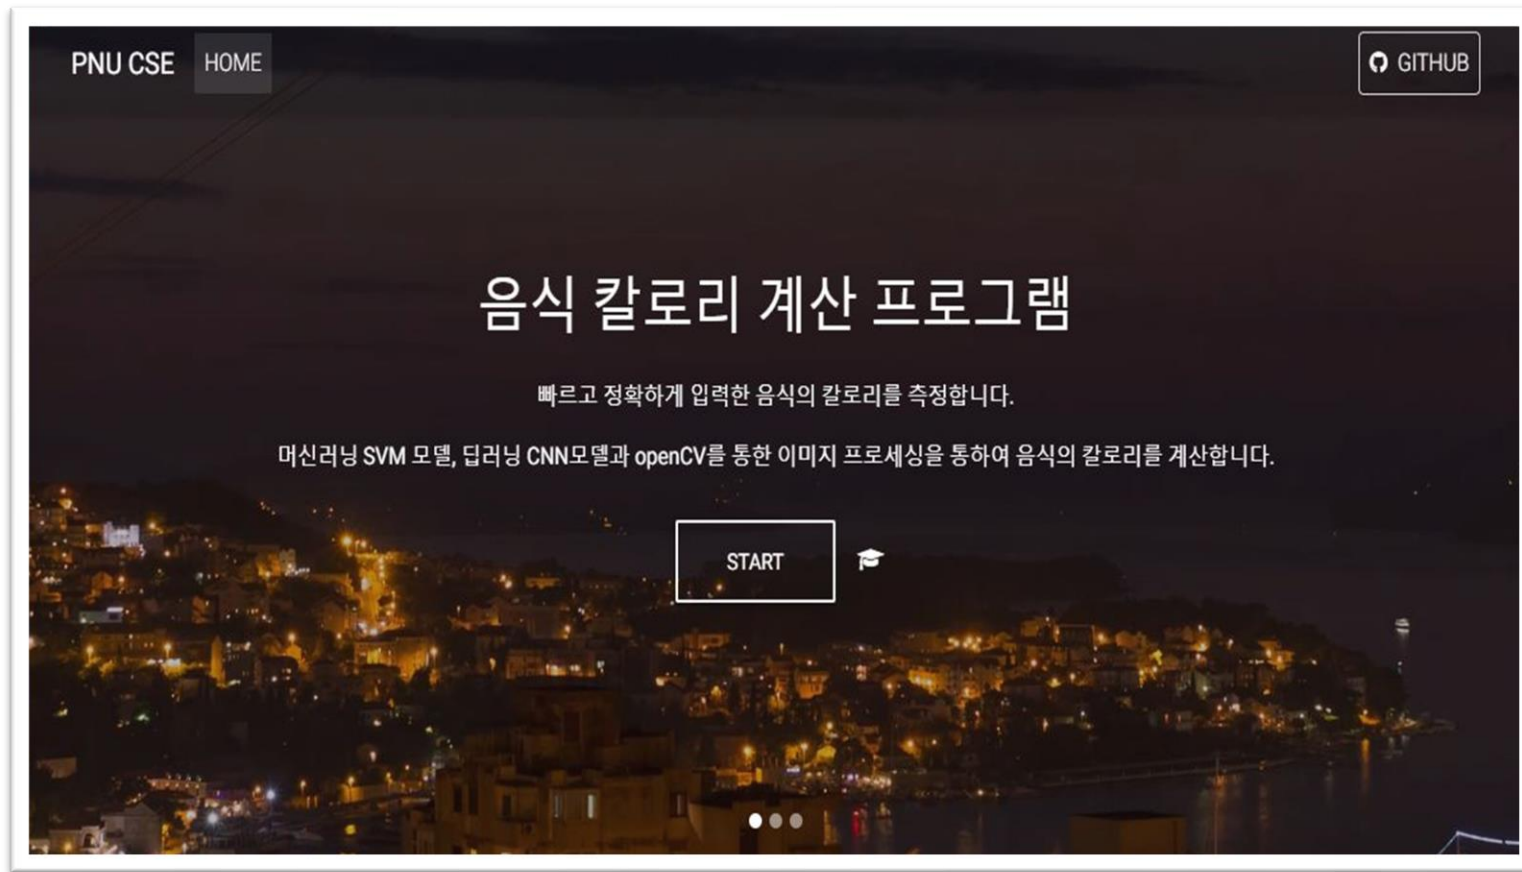 PNU CSE HOME GITHUB
음식 칼로리 계산 프로그램
빠르고 정확하게 입력한 음식의 칼로리를 측정합니다.
머신러닝 SVM 모델, 딥러닝 CNN모델과 openCV를 통한 이미지 프로세싱을 통하여 음식의 칼로리를 계산합니다.
START